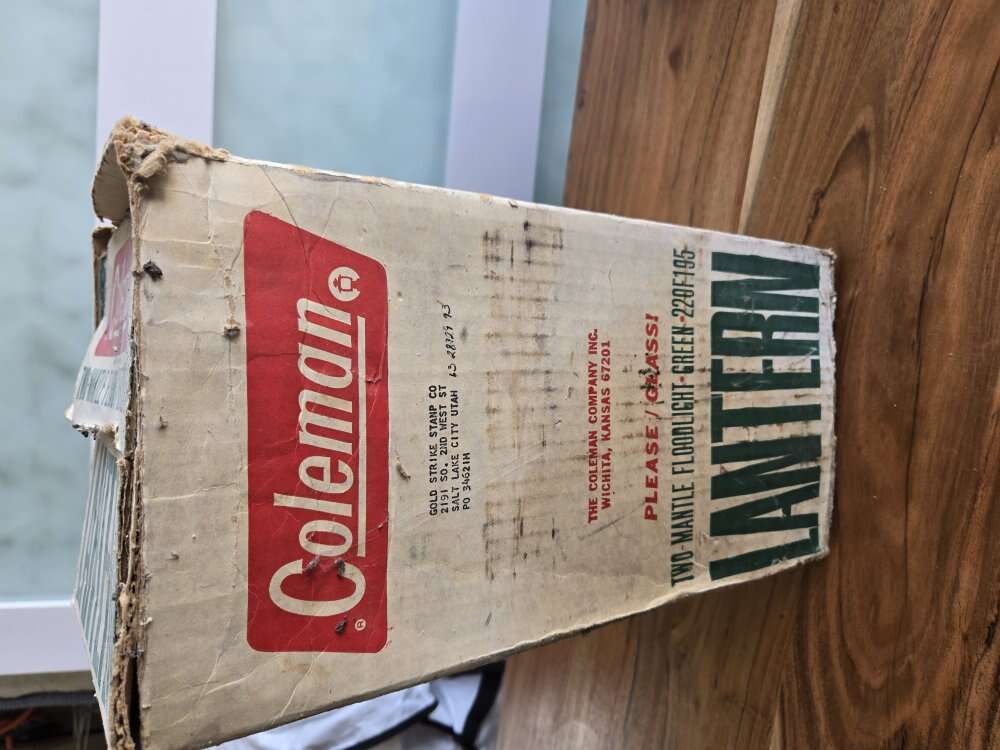 Coleman
®
GOLD STRIKE STAMP CO
2191 SO. 2ND WEST ST
SALT LAKE CITY UTAH
PO 34621M
THE COLEMAN COMPANY INC.
WICHITA, KANSAS 67201
PLEASE / GLASS!
TWO-MANTLE FLOODLIGHT-GREEN-220F195
LANTERN